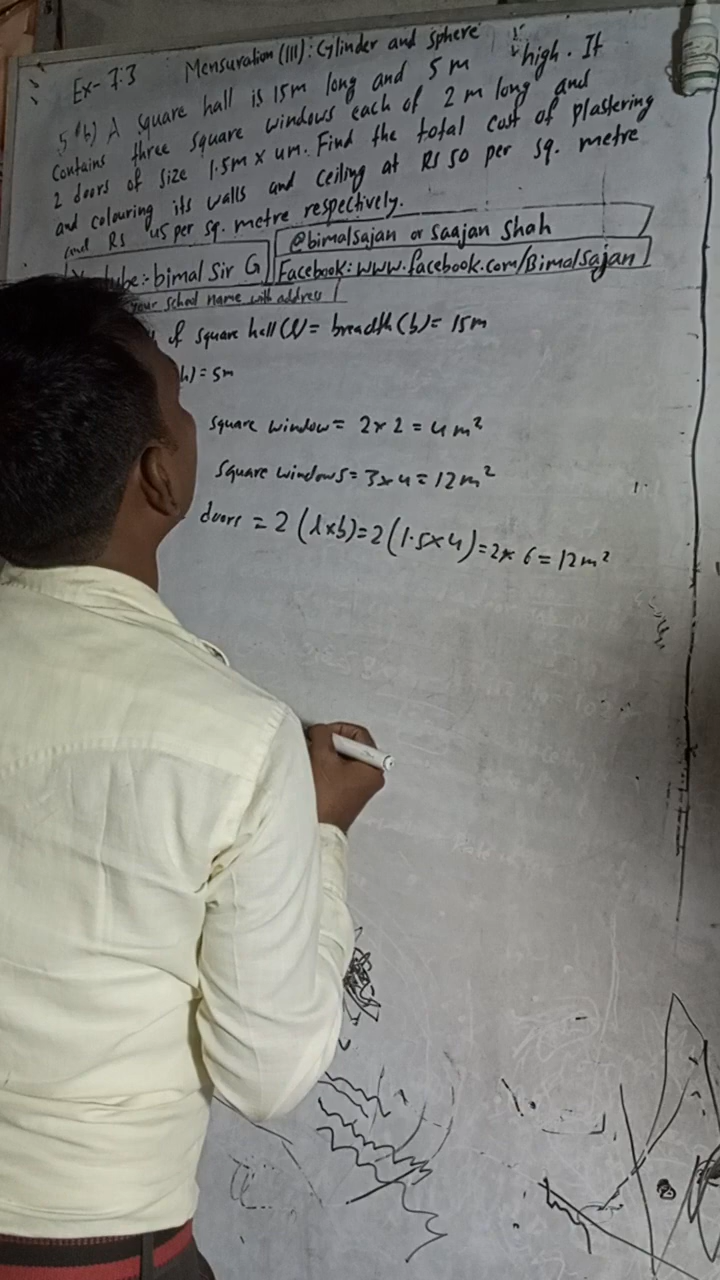 Ex- 7:3 Mensuration (III): Cylinder and sphere
5 (b) A square hall is 15m long and 5 m high. It
Contains three square windows each of 2 m long and
2 doors of size 1.5m x 4m. Find the total cost of plastering
and colouring its walls and ceiling at RS 50 per sq. metre
and RS 45 per sq. metre respectively.
@bimalsajan or saajan shah
tube:- bimal Sir G
Facebook: www.facebook.com/Bimalsajan
your school name with address
of square hall (l) = breadth (b) = 15m
h) = 5m
square window = 2 x 2 = 4 m²
square windows = 3 x 4 = 12 m²
doors = 2 (l x b) = 2 (1.5 x 4) = 2 x 6 = 12 m²